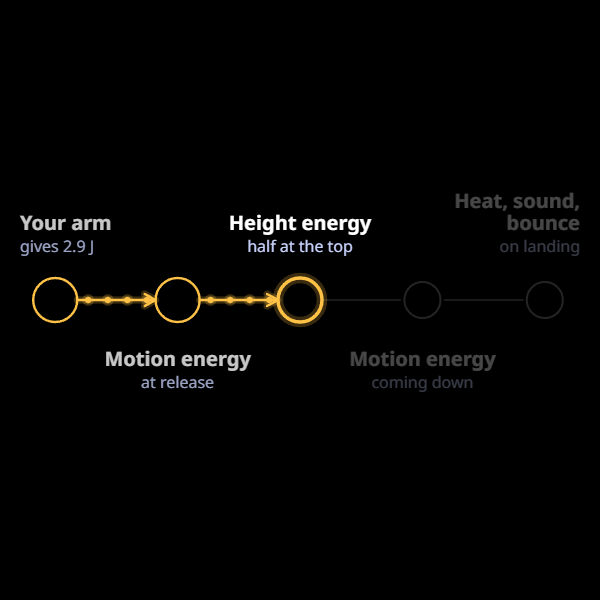 Your arm
gives 2.9 J
Motion energy
at release
Height energy
half at the top
Motion energy
coming down
Heat, sound,
bounce
on landing